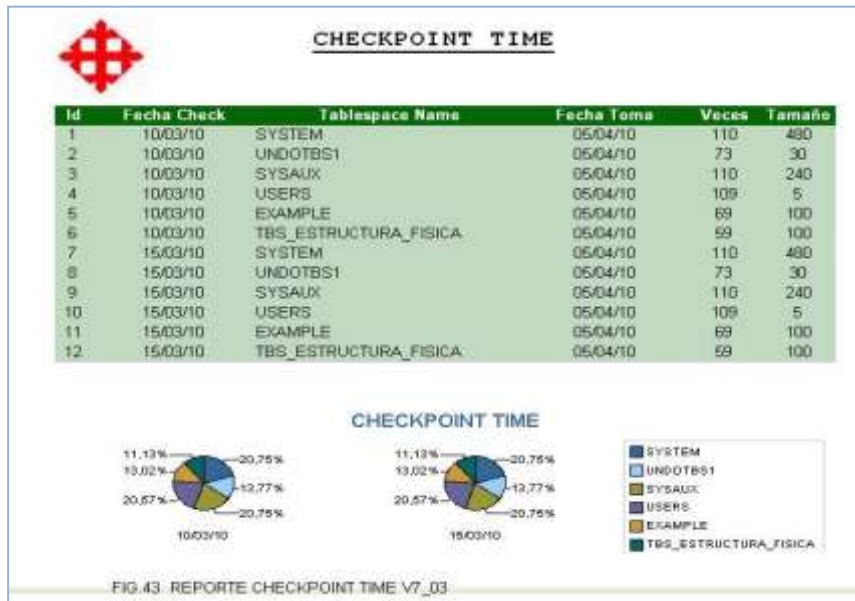 CHECKPOINT TIME
Id Fecha Check Tablespace Name Fecha Toma Veces Tamaño
1 10/03/10 SYSTEM 05/04/10 110 480
2 10/03/10 UNDOTBS1 05/04/10 73 30
3 10/03/10 SYSAUX 05/04/10 110 240
4 10/03/10 USERS 05/04/10 109 5
5 10/03/10 EXAMPLE 05/04/10 69 100
6 10/03/10 TBS_ESTRUCTURA_FISICA 05/04/10 59 100
7 15/03/10 SYSTEM 05/04/10 110 480
8 15/03/10 UNDOTBS1 05/04/10 73 30
9 15/03/10 SYSAUX 05/04/10 110 240
10 15/03/10 USERS 05/04/10 109 5
11 15/03/10 EXAMPLE 05/04/10 69 100
12 15/03/10 TBS_ESTRUCTURA_FISICA 05/04/10 59 100
CHECKPOINT TIME
11,13%
20,75%
13,02%
13,77%
20,57%
20,75%
10/03/10
11,13%
20,75%
13,02%
13,77%
20,57%
20,75%
15/03/10
SYSTEM
UNDOTBS1
SYSAUX
USERS
EXAMPLE
TBS_ESTRUCTURA_FISICA
FIG.43 REPORTE CHECKPOINT TIME V7_03